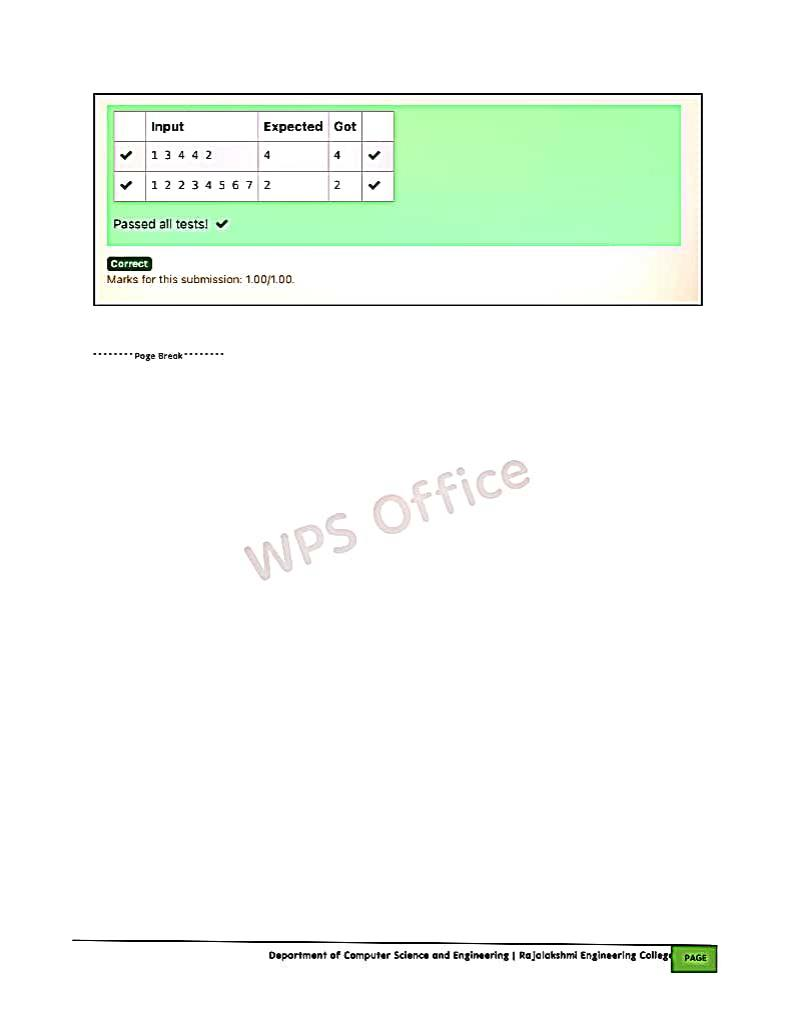 Input Expected Got
✔ 1 3 4 4 2 4 4 ✔
✔ 1 2 2 3 4 5 6 7 2 2 ✔
Passed all tests! ✔
Correct
Marks for this submission: 1.00/1.00.
--------Page Break--------
WPS Office
Department of Computer Science and Engineering | Rajalakshmi Engineering College
PAGE